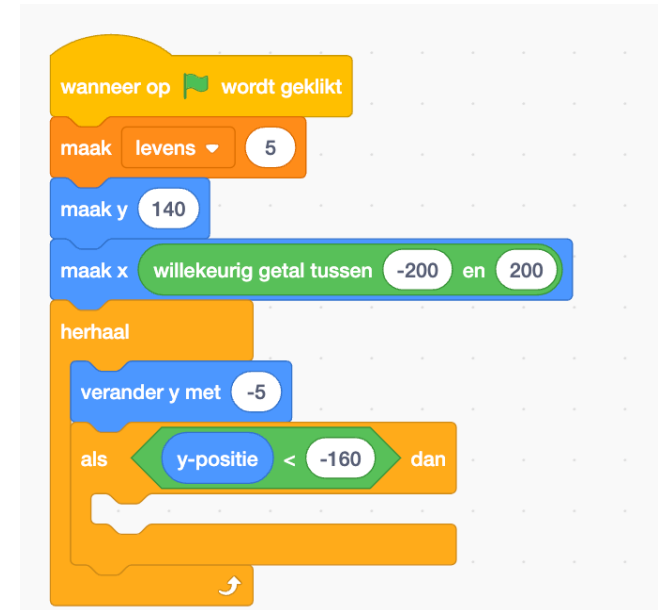 wanneer op wordt geklikt
maak levens 5
maak y 140
maak x willekeurig getal tussen -200 en 200
herhaal
verander y met -5
als y-positie < -160 dan